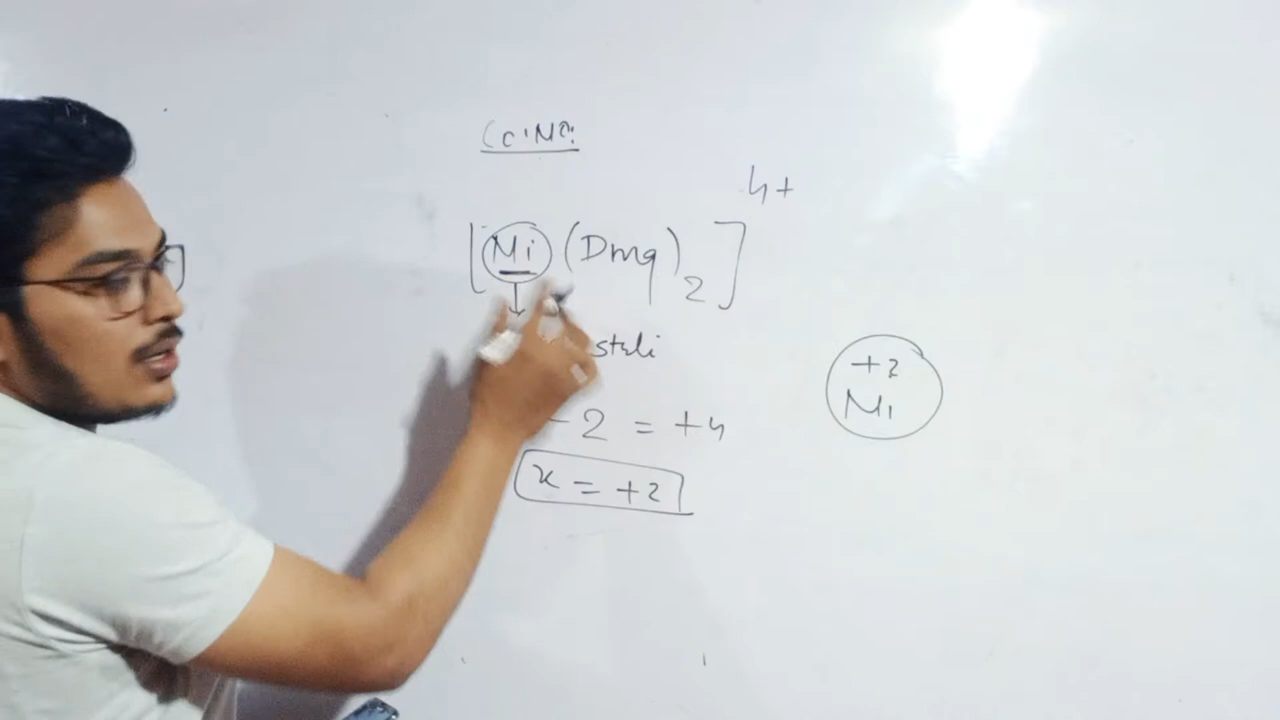 4+
[Ni (Dmg)2]
- 2 = +4
x = +2
+2
Ni